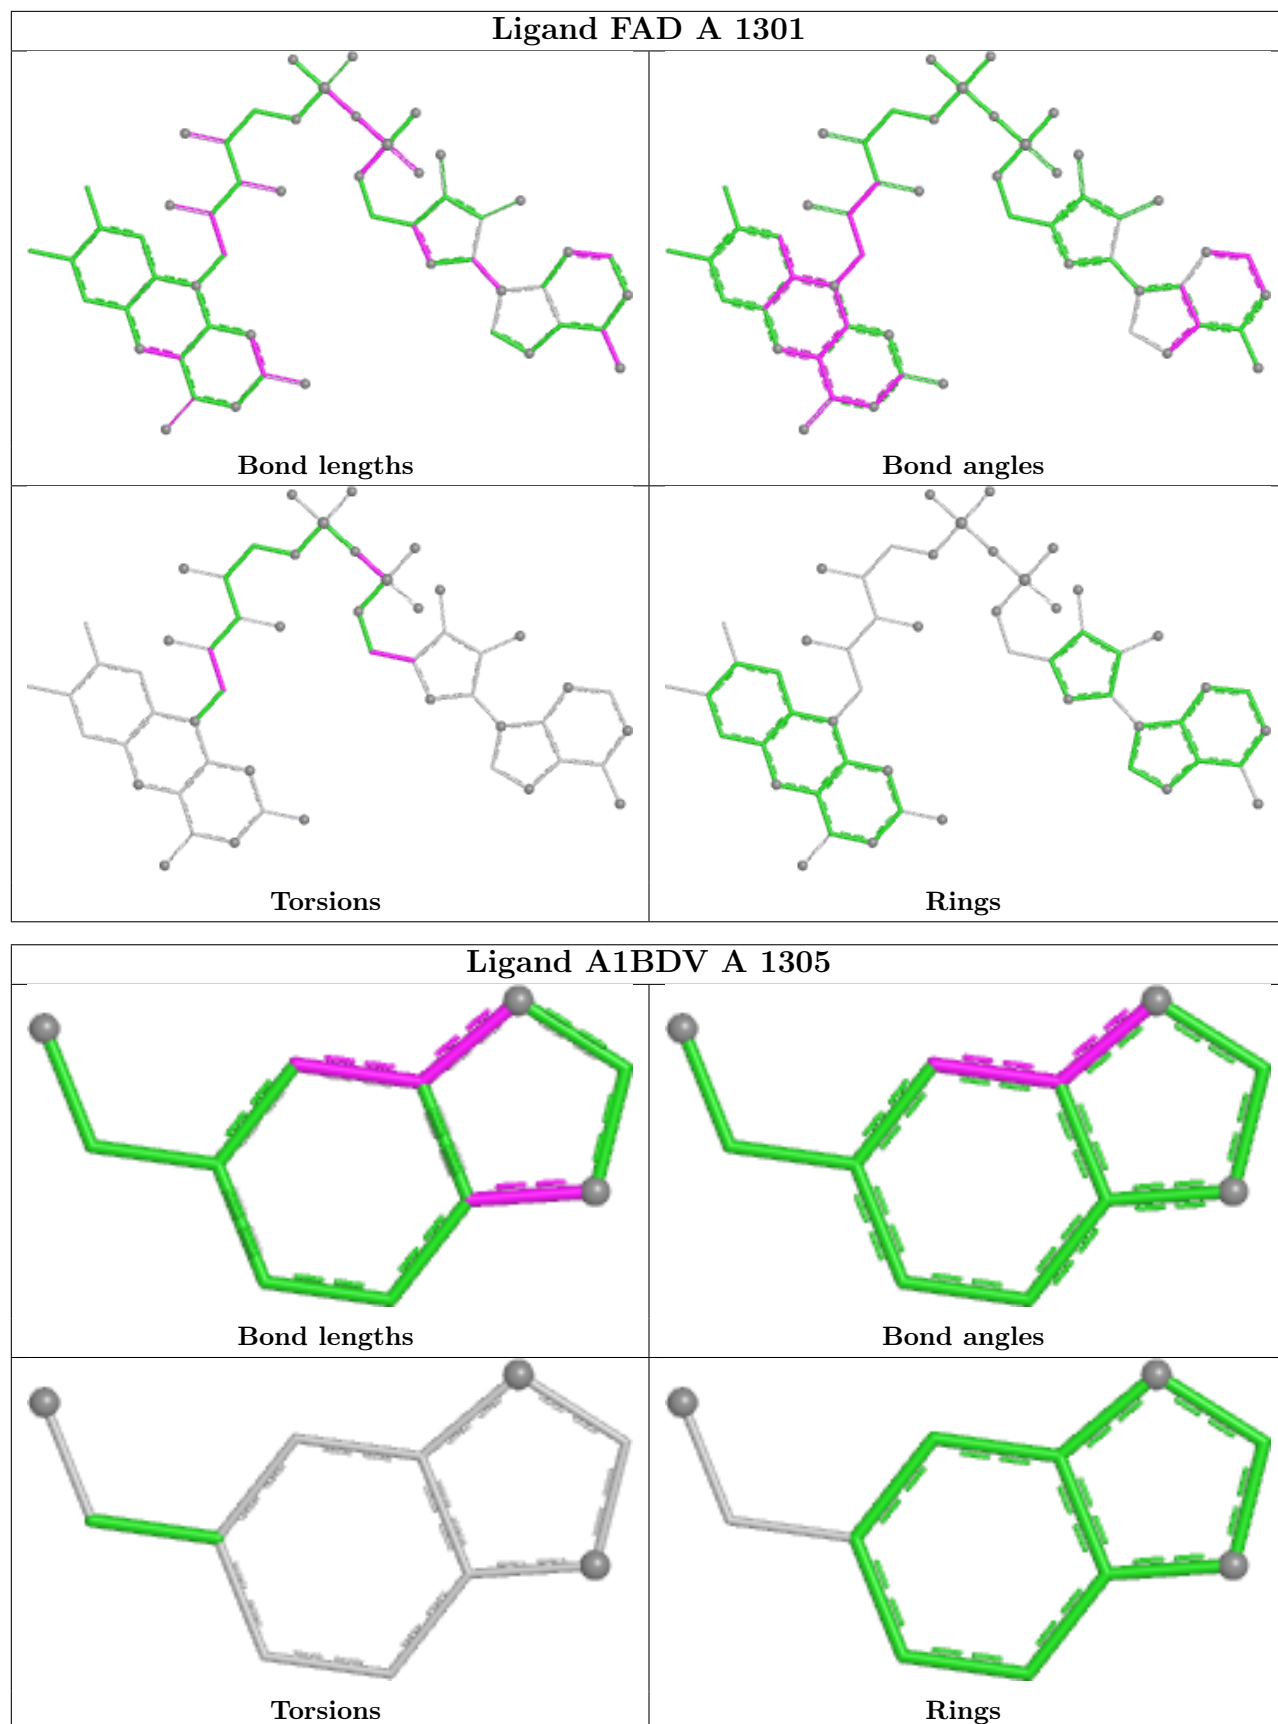 Ligand FAD A 1301
Bond lengths
Bond angles
Torsions
Rings
Ligand A1BDV A 1305
Bond lengths
Bond angles
Torsions
Rings